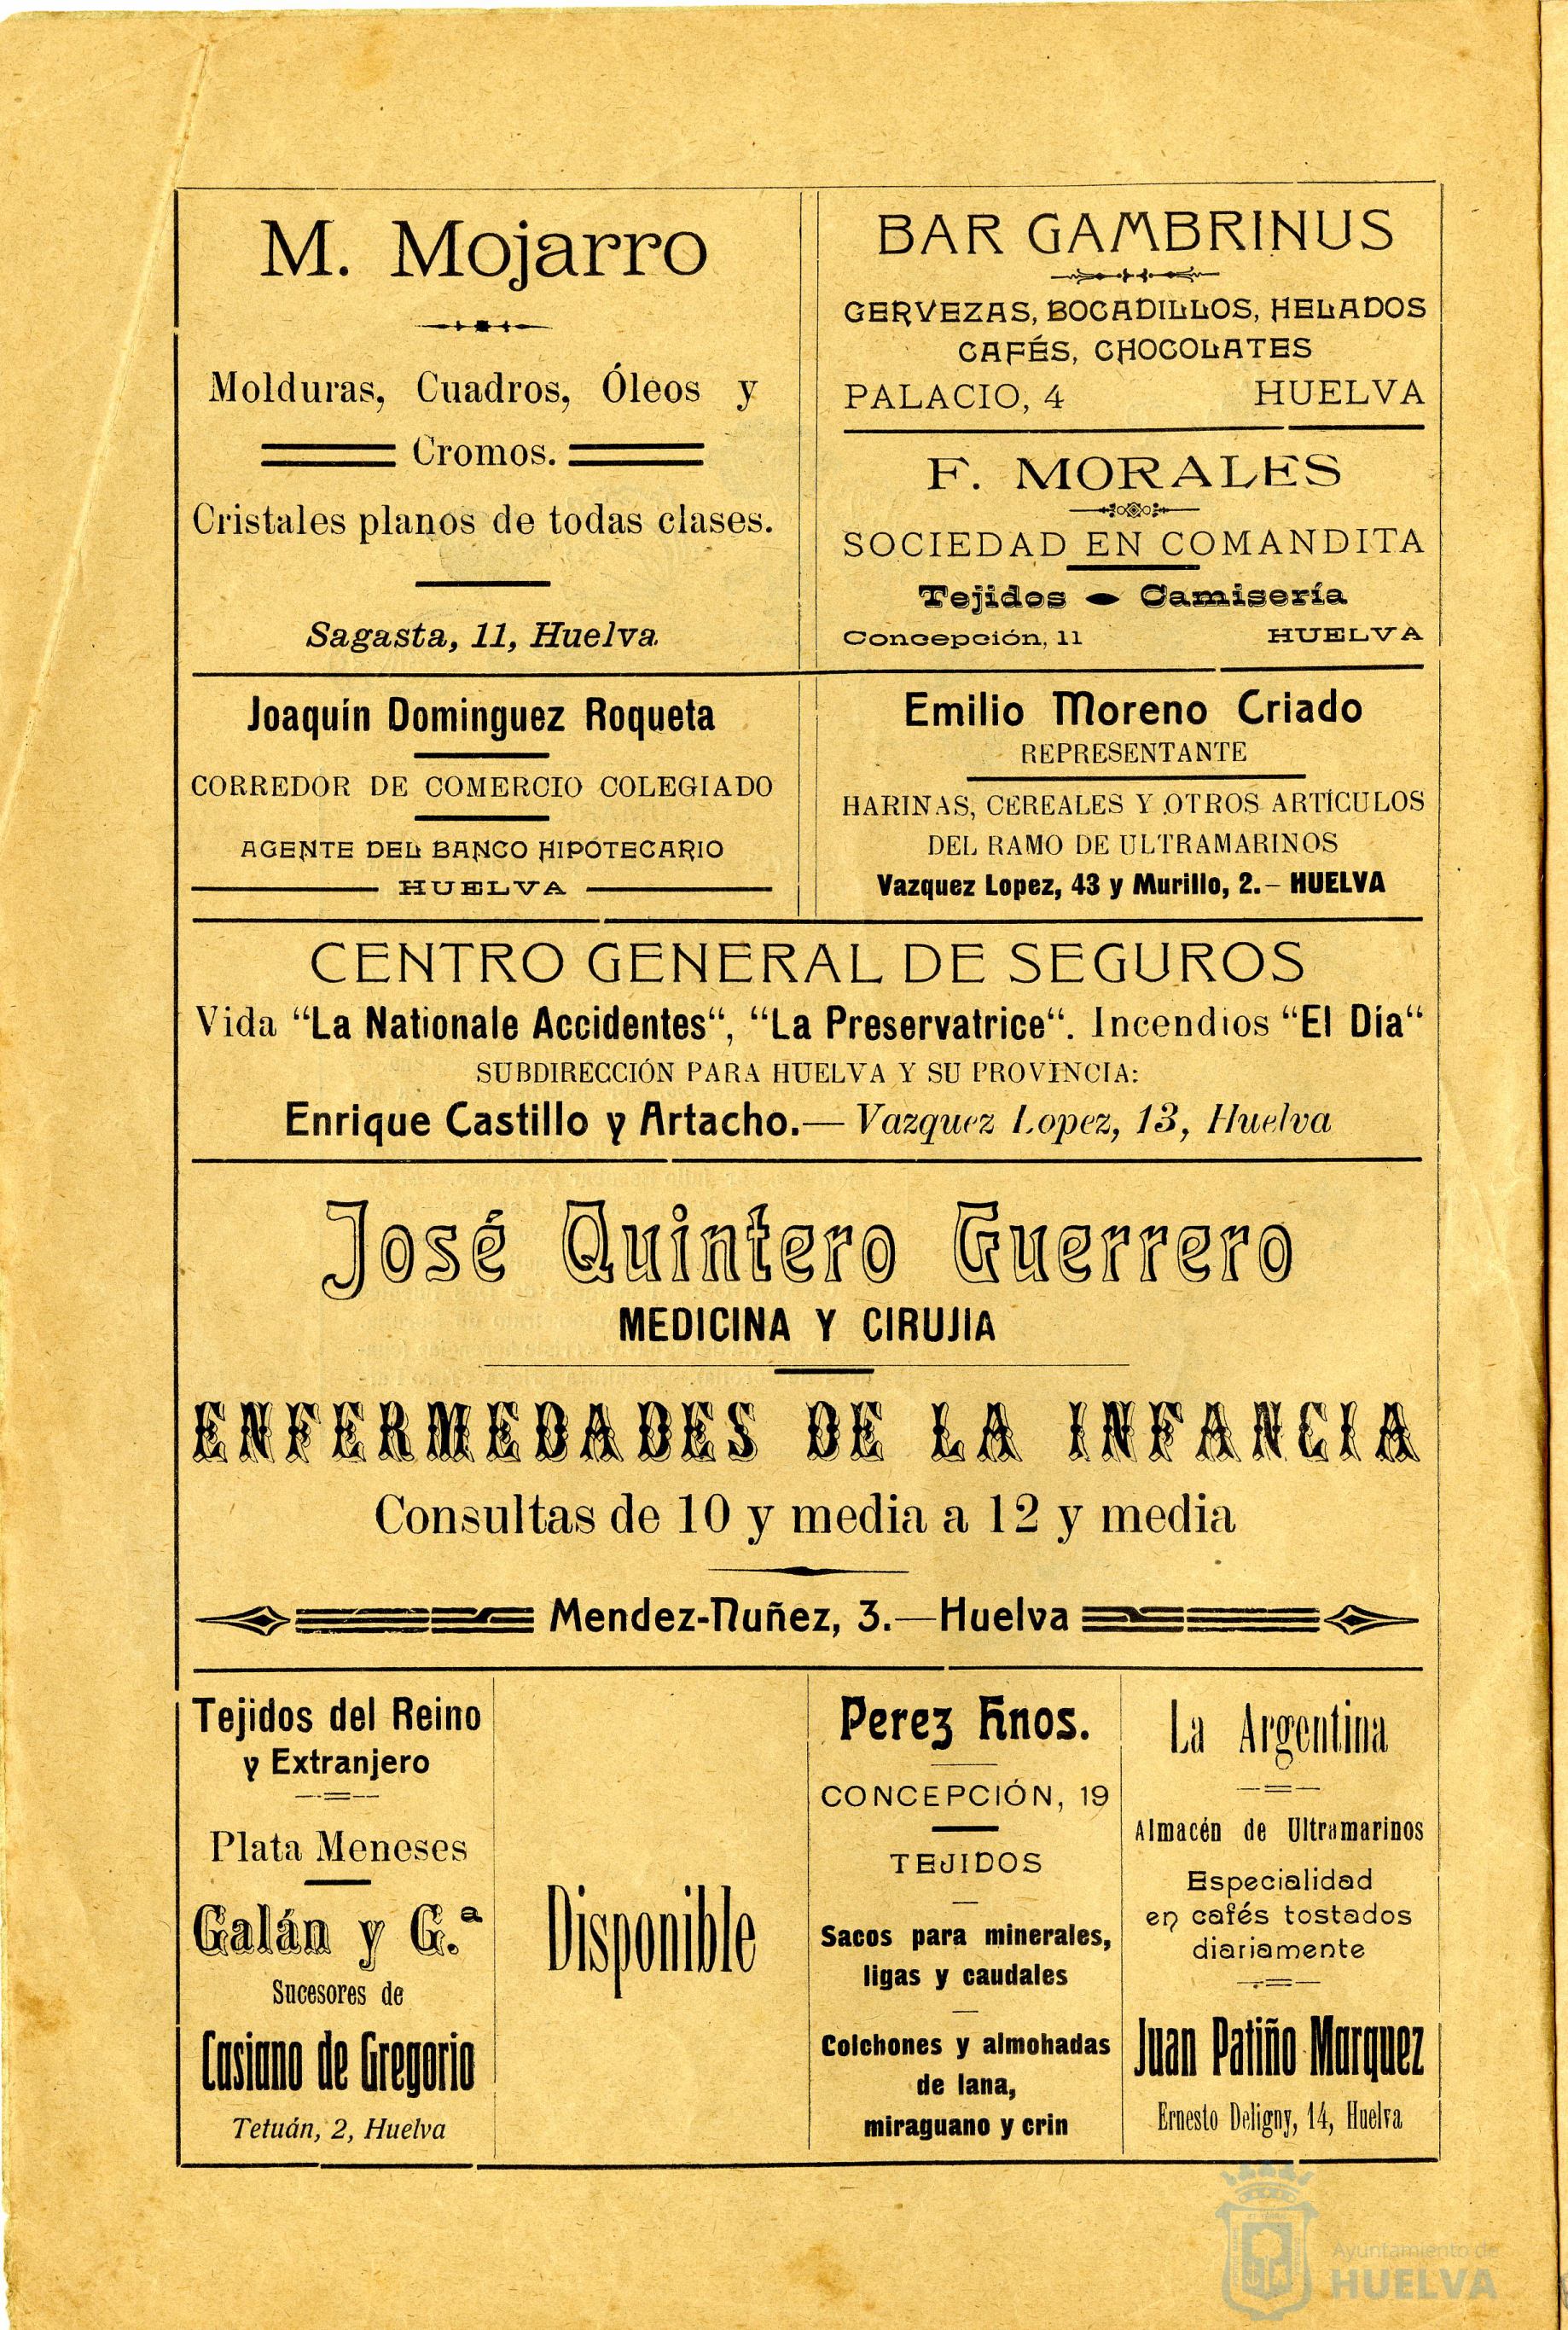 M. Mojarro
Molduras, Cuadros, Óleos y
Cromos.
Cristales planos de todas clases.
Sagasta, 11, Huelva.
BAR GAMBRINUS
CERVEZAS, BOCADILLOS, HELADOS
CAFÉS, CHOCOLATES
PALACIO, 4 HUELVA
F. MORALES
SOCIEDAD EN COMANDITA
Tejidos - Camisería
Concepción, 11 HUELVA
Joaquín Dominguez Roqueta
CORREDOR DE COMERCIO COLEGIADO
AGENTE DEL BANCO HIPOTECARIO
HUELVA
Emilio Moreno Criado
REPRESENTANTE
HARINAS, CEREALES Y OTROS ARTÍCULOS
DEL RAMO DE ULTRAMARINOS
Vazquez Lopez, 43 y Murillo, 2.- HUELVA
CENTRO GENERAL DE SEGUROS
Vida “La Nationale Accidentes“, “La Preservatrice“. Incendios “El Día“
SUBDIRECCIÓN PARA HUELVA Y SU PROVINCIA:
Enrique Castillo y Artacho.— Vazquez Lopez, 13, Huelva
José Quintero Guerrero
MEDICINA Y CIRUJIA
ENFERMEDADES DE LA INFANCIA
Consultas de 10 y media a 12 y media
Mendez-Nuñez, 3.—Huelva
Tejidos del Reino
y Extranjero
Plata Meneses
Galán y C.ª
Sucesores de
Casiano de Gregorio
Tetuán, 2, Huelva
Disponible
Perez Hnos.
CONCEPCIÓN, 19
TEJIDOS
Sacos para minerales,
ligas y caudales
Colchones y almohadas
de lana,
miraguano y crin
La Argentina
Almacén de Ultramarinos
Especialidad
en cafés tostados
diariamente
Juan Patiño Marquez
Ernesto Deligny, 14, Huelva
Ayuntamiento de
HUELVA